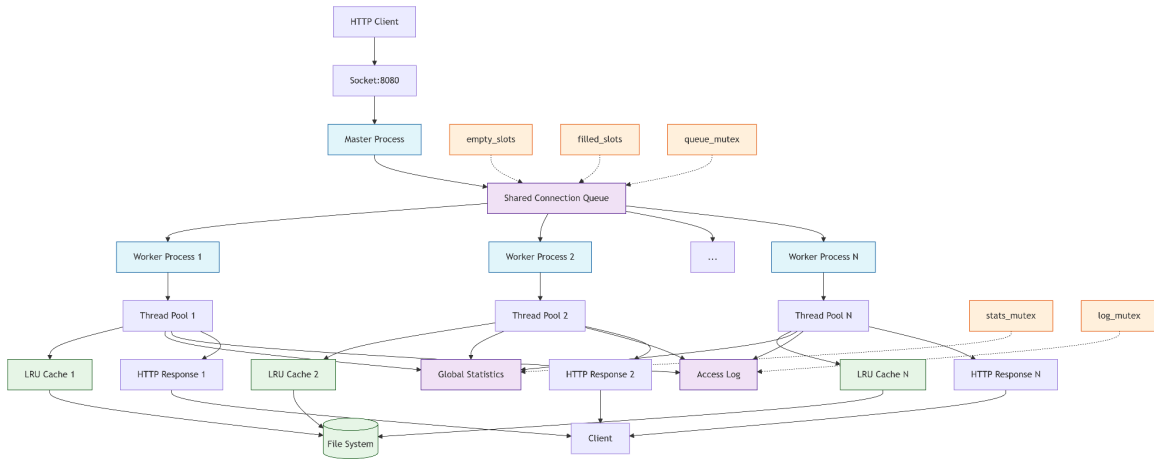 HTTP Client
Socket:8080
Master Process
empty_slots
filled_slots
queue_mutex
Shared Connection Queue
Worker Process 1
Worker Process 2
...
Worker Process N
Thread Pool 1
Thread Pool 2
Thread Pool N
stats_mutex
log_mutex
LRU Cache 1
HTTP Response 1
LRU Cache 2
Global Statistics
HTTP Response 2
Access Log
LRU Cache N
HTTP Response N
File System
Client